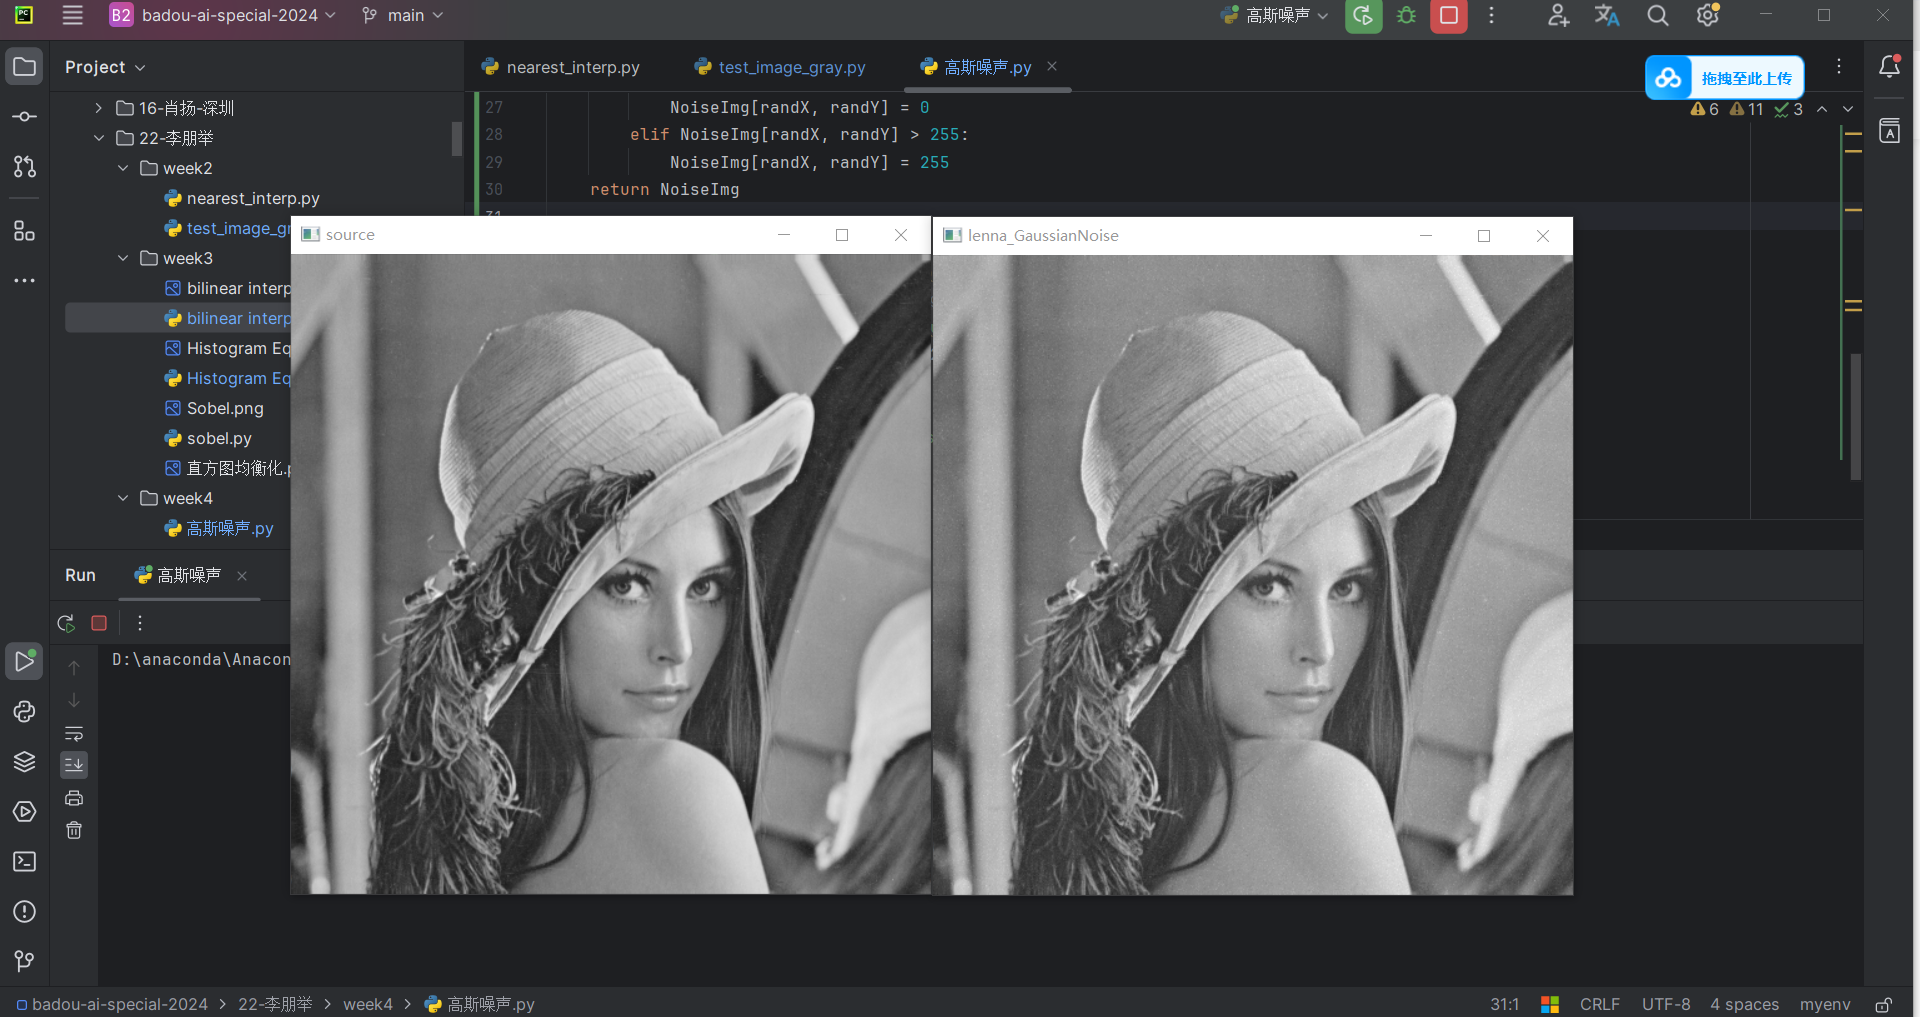 PC
B2 badou-ai-special-2024
main
高斯噪声
Project
nearest_interp.py
test_image_gray.py
高斯噪声.py
拖拽至此上传
6 11 3
16-肖扬-深圳
22-李朋举
week2
nearest_interp.py
test_image_gr
week3
bilinear interp
bilinear interp
Histogram Eq
Histogram Eq
Sobel.png
sobel.py
直方图均衡化.p
week4
高斯噪声.py
27 NoiseImg[randX, randY] = 0
28 elif NoiseImg[randX, randY] > 255:
29 NoiseImg[randX, randY] = 255
30 return NoiseImg
31
source
lenna_GaussianNoise
Run
高斯噪声
D:\anaconda\Anacon
badou-ai-special-2024 > 22-李朋举 > week4 > 高斯噪声.py
31:1 CRLF UTF-8 4 spaces myenv